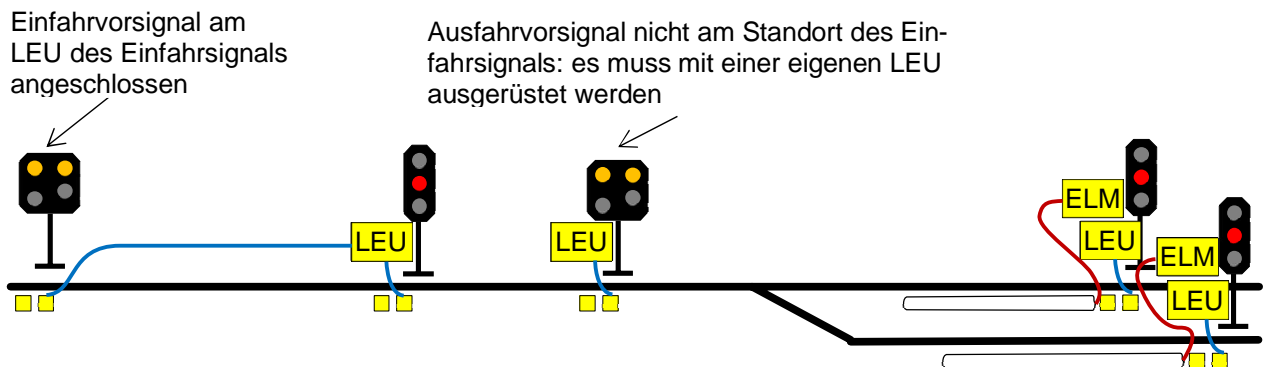 Einfahrvorsignal am
LEU des Einfahrsignals
angeschlossen
Ausfahrvorsignal nicht am Standort des Ein-
fahrsignals: es muss mit einer eigenen LEU
ausgerüstet werden
ELM
LEU
LEU
LEU
ELM
LEU